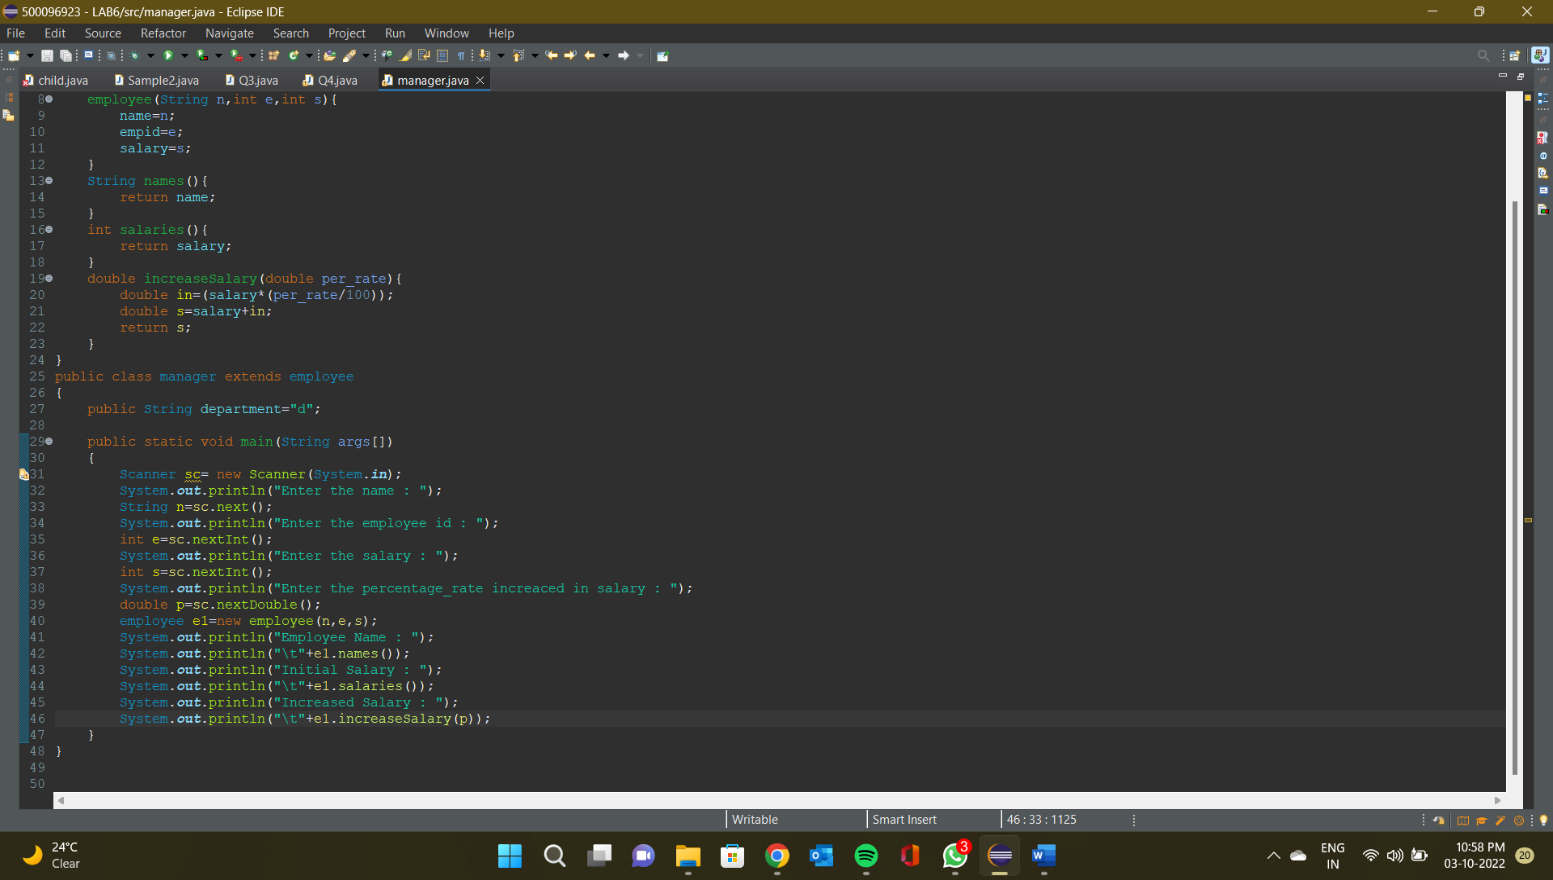 500096923 - LAB6/src/manager.java - Eclipse IDE
File Edit Source Refactor Navigate Search Project Run Window Help
child.java Sample2.java Q3.java Q4.java manager.java
8 employee(String n,int e,int s){
9 name=n;
10 empid=e;
11 salary=s;
12 }
13 String names(){
14 return name;
15 }
16 int salaries(){
17 return salary;
18 }
19 double increaseSalary(double per_rate){
20 double in=(salary*(per_rate/100));
21 double s=salary+in;
22 return s;
23 }
24 }
25 public class manager extends employee
26 {
27 public String department="d";
28
29 public static void main(String args[])
30 {
31 Scanner sc= new Scanner(System.in);
32 System.out.println("Enter the name : ");
33 String n=sc.next();
34 System.out.println("Enter the employee id : ");
35 int e=sc.nextInt();
36 System.out.println("Enter the salary : ");
37 int s=sc.nextInt();
38 System.out.println("Enter the percentage_rate increaced in salary : ");
39 double p=sc.nextDouble();
40 employee e1=new employee(n,e,s);
41 System.out.println("Employee Name : ");
42 System.out.println("\t"+e1.names());
43 System.out.println("Initial Salary : ");
44 System.out.println("\t"+e1.salaries());
45 System.out.println("Increased Salary : ");
46 System.out.println("\t"+e1.increaseSalary(p));
47 }
48 }
49
50
Writable Smart Insert 46 : 33 : 1125
24°C
Clear
3
ENG
IN
10:58 PM
03-10-2022
20